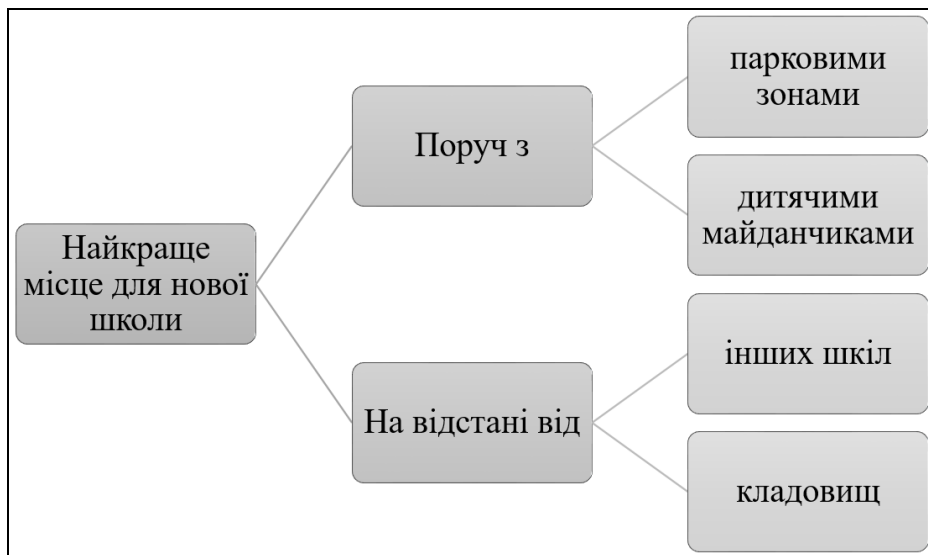 Найкраще
місце для нової
школи
Поруч з
парковими
зонами
дитячими
майданчиками
На відстані від
інших шкіл
кладовищ